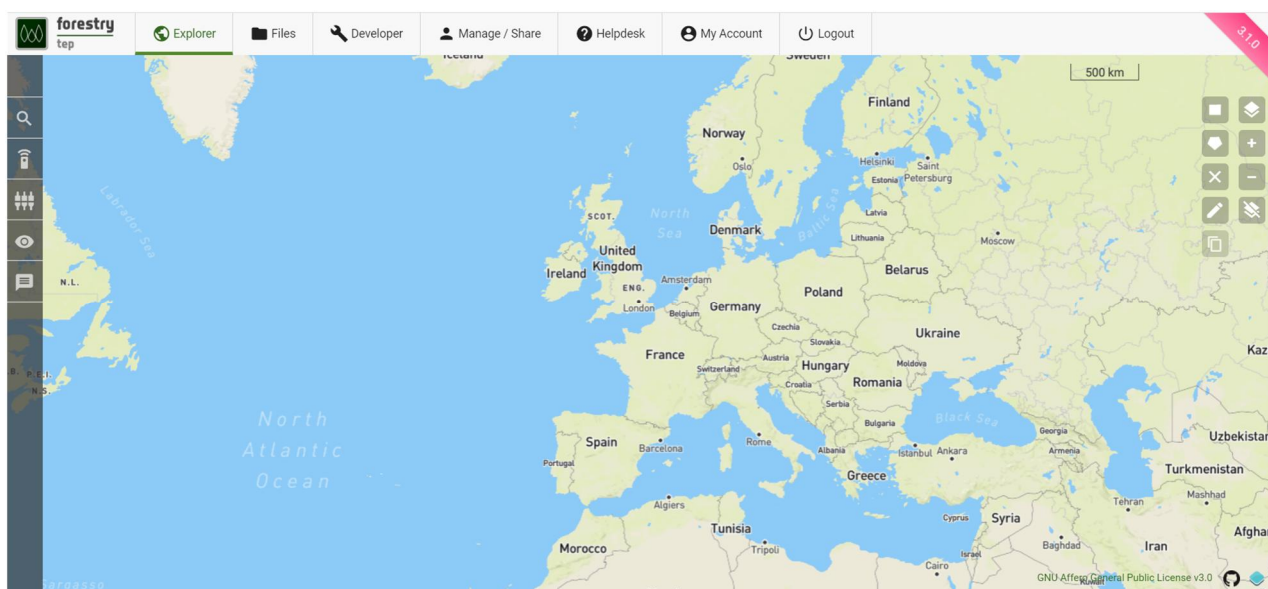 forestry
tep
Explorer
Files
Developer
Manage / Share
Helpdesk
My Account
Logout
3.1.0
Iceland
Sweden
500 km
Finland
Norway
Oslo
Helsinki
Saint
Petersburg
Estonia
Labrador Sea
SCOT.
North
Sea
Baltic Sea
Latvia
Denmark
Lithuania
Moscow
United
Kingdom
Ireland
Amsterdam
Belarus
N.L.
ENG.
Poland
London
Belgium
Germany
Czechia
Ukraine
Slovakia
France
Austria
Moldova
Kaz
Switzerland
Hungary
P.E.I.
Croatia
Romania
N.S.
Serbia
North
Atlantic
Ocean
Bulgaria
Black Sea
Georgia
Spain
Barcelona
Rome
Albania
Istanbul
Ankara
Armenia
Uzbekistar
Portugal
Greece
Turkmenistan
Algiers
Tehran
Mashhad
Cyprus
Syria
Tunisia
Afghar
Morocco
Tripoli
Israel
Baghdad
Iran
Cairo
Kuwait
GNU Affero General Public License v3.0
Sargasso